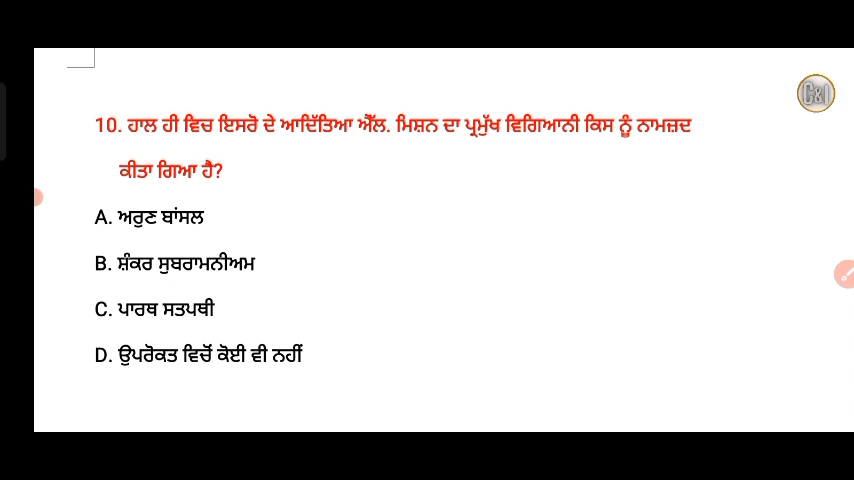 C&I
10. ਹਾਲ ਹੀ ਵਿਚ ਇਸਰੋ ਦੇ ਆਦਿੱਤਿਆ ਐੱਲ. ਮਿਸ਼ਨ ਦਾ ਪ੍ਰਮੁੱਖ ਵਿਗਿਆਨੀ ਕਿਸ ਨੂੰ ਨਾਮਜ਼ਦ
ਕੀਤਾ ਗਿਆ ਹੈ?
A. ਅਰੁਣ ਬਾਂਸਲ
B. ਸ਼ੰਕਰ ਸੁਬਰਾਮਨੀਅਮ
C. ਪਾਰਥ ਸਤਪਥੀ
D. ਉਪਰੋਕਤ ਵਿਚੋਂ ਕੋਈ ਵੀ ਨਹੀਂ